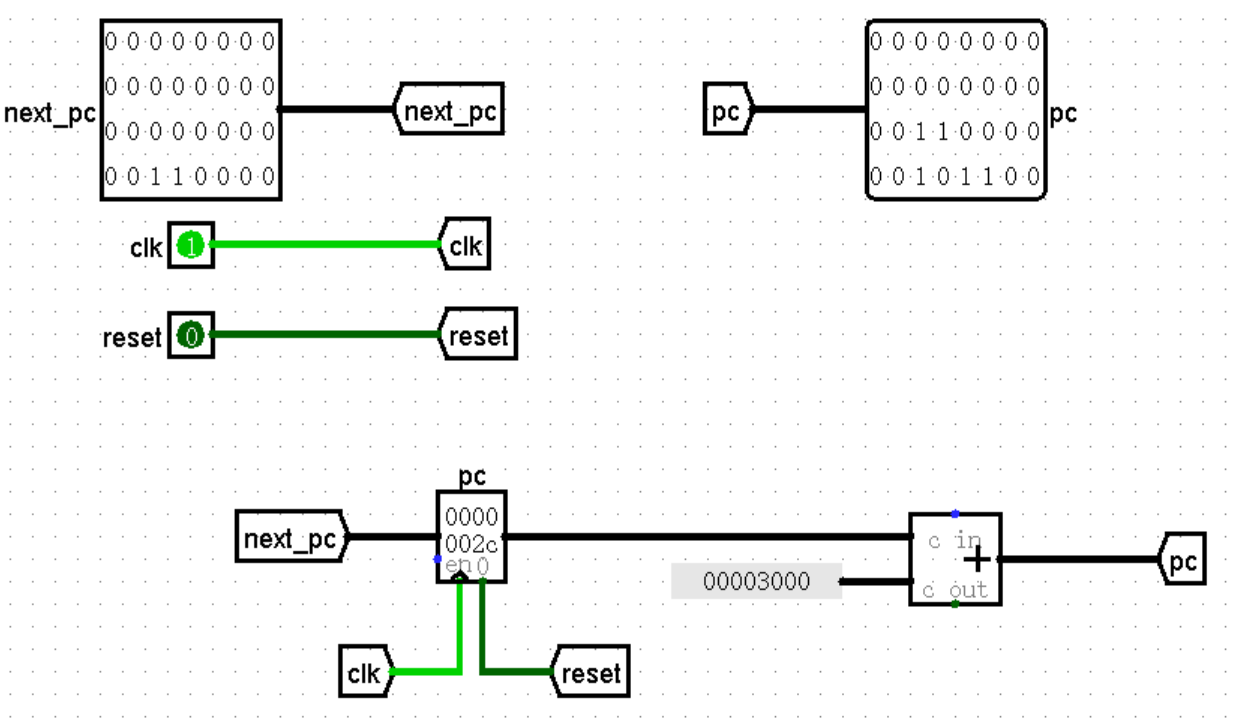 next_pc
0 0 0 0 0 0 0 0
0 0 0 0 0 0 0 0
0 0 0 0 0 0 0 0
0 0 1 1 0 0 0 0
next_pc
pc
0 0 0 0 0 0 0 0
0 0 0 0 0 0 0 0
0 0 1 1 0 0 0 0
0 0 1 0 1 1 0 0
pc
clk
1
clk
reset
0
reset
pc
next_pc
0000
002c
en 0
clk
reset
00003000
c in
+
c out
pc